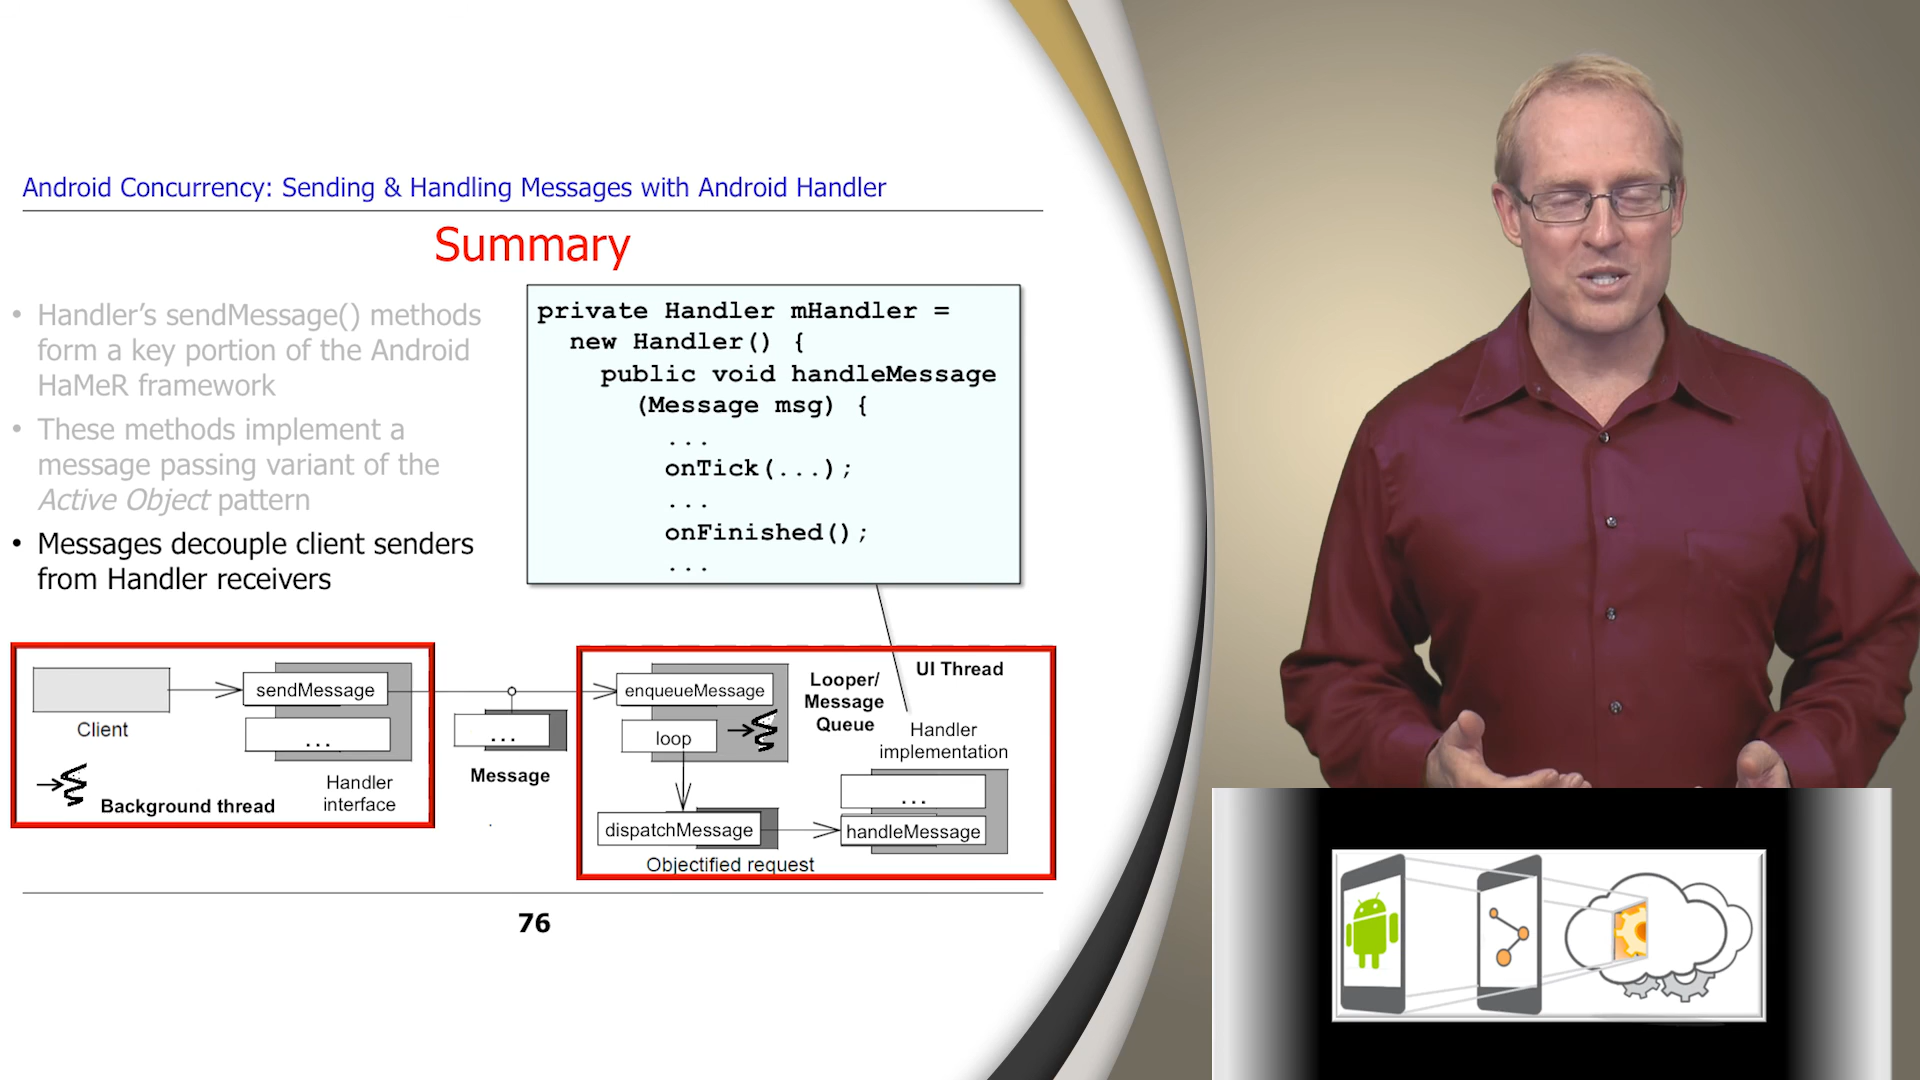 Android Concurrency: Sending & Handling Messages with Android Handler
Summary
• Handler’s sendMessage() methods
form a key portion of the Android
HaMeR framework
• These methods implement a
message passing variant of the
Active Object pattern
• Messages decouple client senders
from Handler receivers
private Handler mHandler =
new Handler() {
public void handleMessage
(Message msg) {
...
onTick(...);
...
onFinished();
...
Client
sendMessage
...
Handler
interface
Background thread
...
Message
enqueueMessage
loop
Looper/
Message
Queue
UI Thread
Handler
implementation
...
dispatchMessage
handleMessage
Objectified request
76